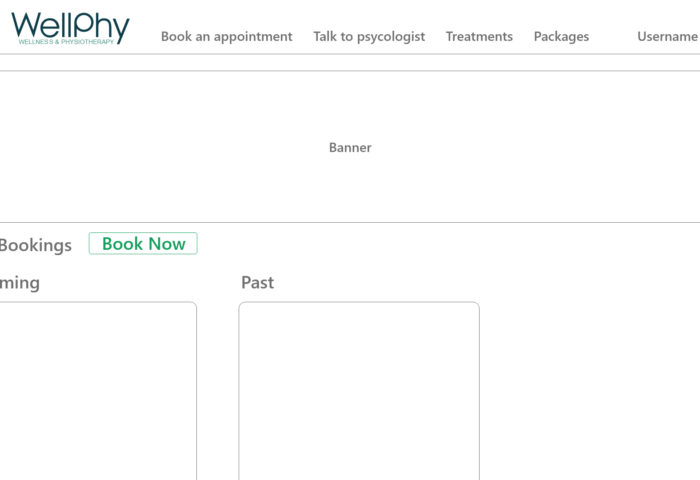 WellPhy
WELLNESS & PHYSIOTHERAPY
Book an appointment Talk to psycologist Treatments Packages Username
Banner
Bookings Book Now
ming Past